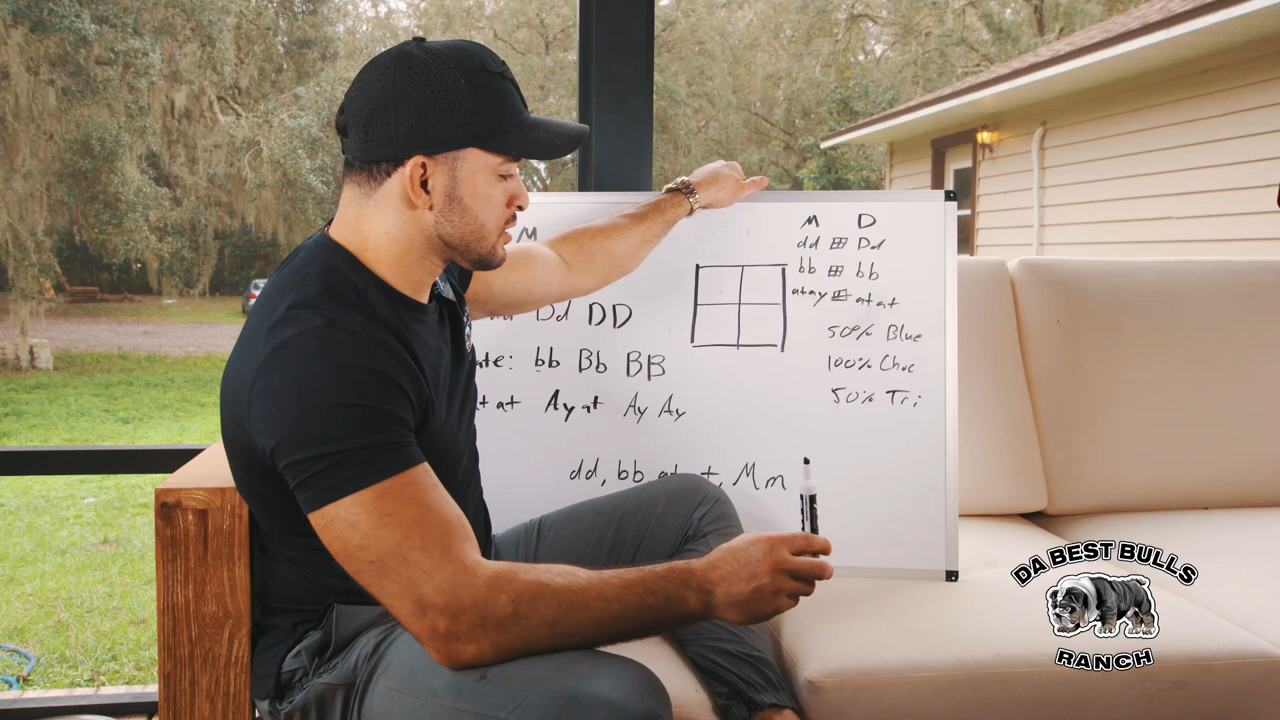 M
Dd DD
bb Bb BB
at Ay at Ay Ay
dd, bb Mm
M D
dd Dd
bb bb
at ay at at
50% Blue
100% Choc
50% Tri
DA BEST BULLS
RANCH